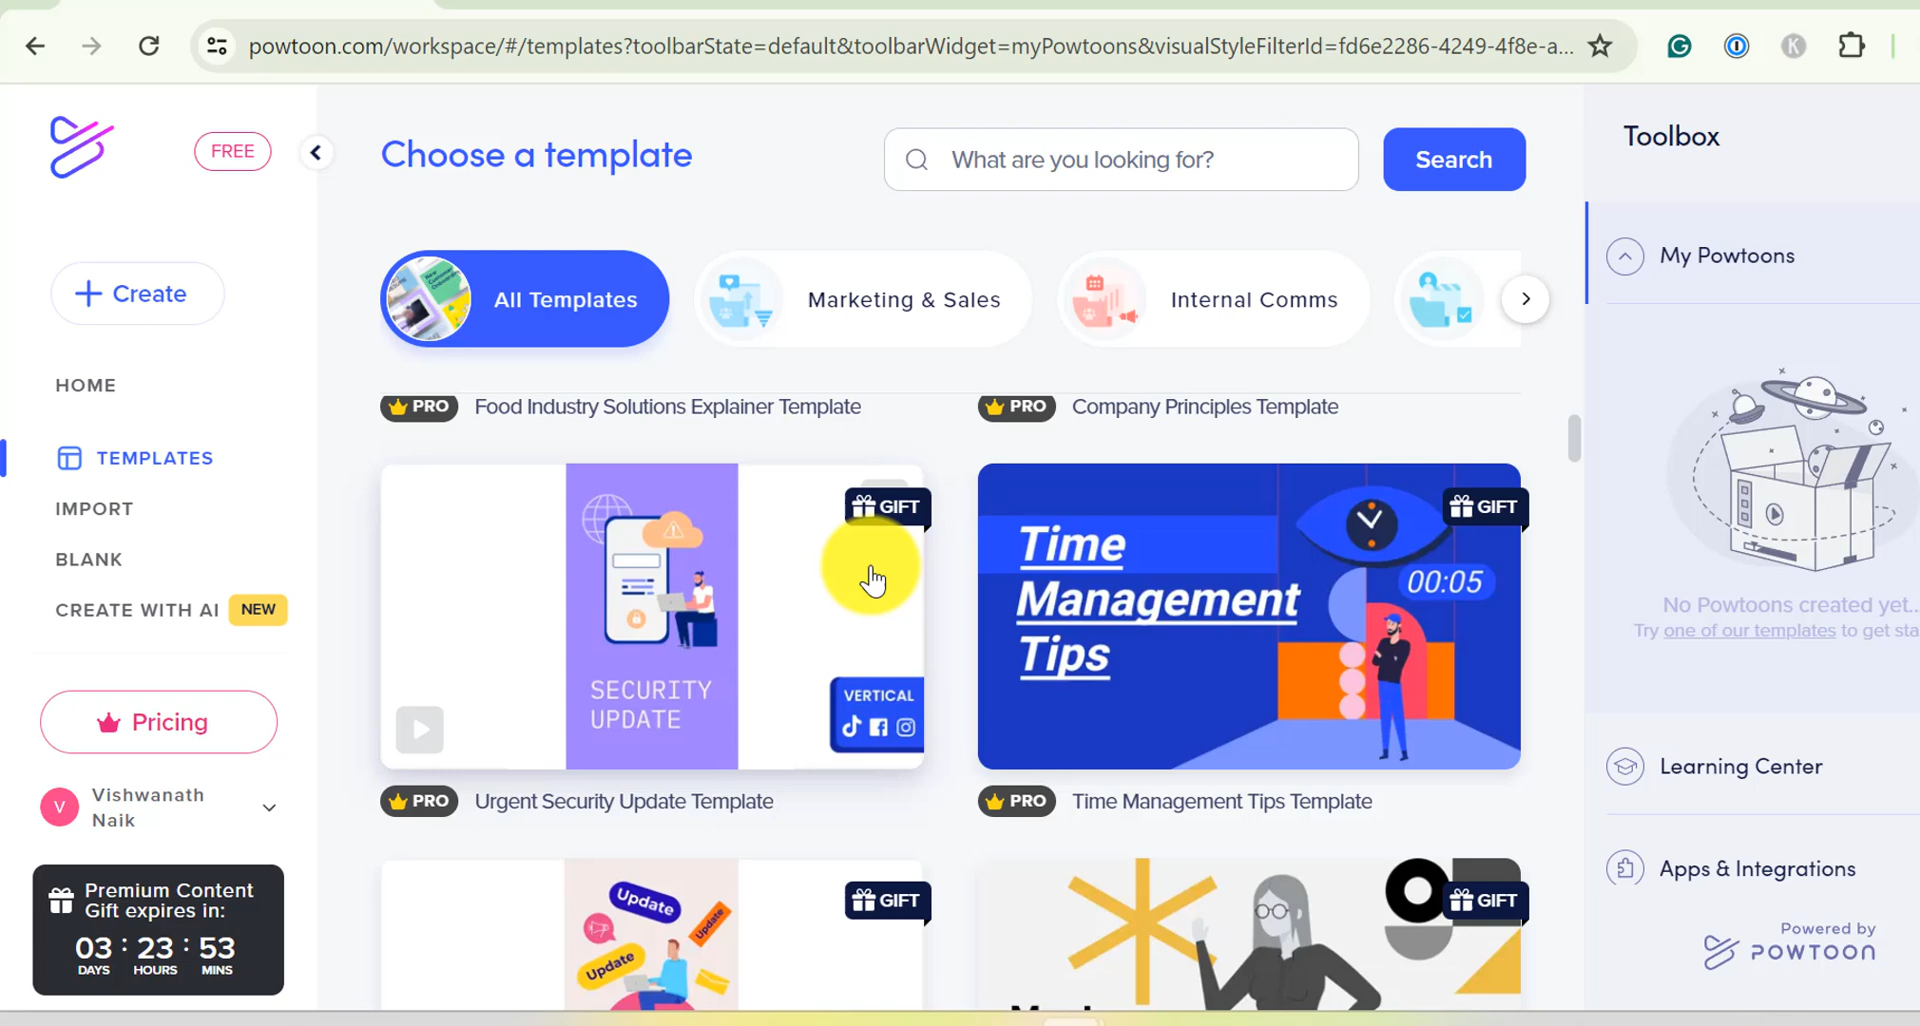 powtoon.com/workspace/#/templates?toolbarState=default&toolbarWidget=myPowtoons&visualStyleFilterId=fd6e2286-4249-4f8e-a...
FREE
Choose a template
What are you looking for?
Search
Toolbox
+ Create
All Templates
Marketing & Sales
Internal Comms
My Powtoons
HOME
TEMPLATES
IMPORT
BLANK
CREATE WITH AI NEW
PRO Food Industry Solutions Explainer Template
PRO Company Principles Template
GIFT
SECURITY
UPDATE
VERTICAL
GIFT
Time
Management
Tips
00:05
No Powtoons created yet..
Try one of our templates to get sta
PRO Urgent Security Update Template
PRO Time Management Tips Template
Pricing
V
Vishwanath
Naik
Learning Center
Apps & Integrations
Premium Content
Gift expires in:
03 : 23 : 53
DAYS HOURS MINS
GIFT
Update
Update
Update
GIFT
Powered by
POWTOON